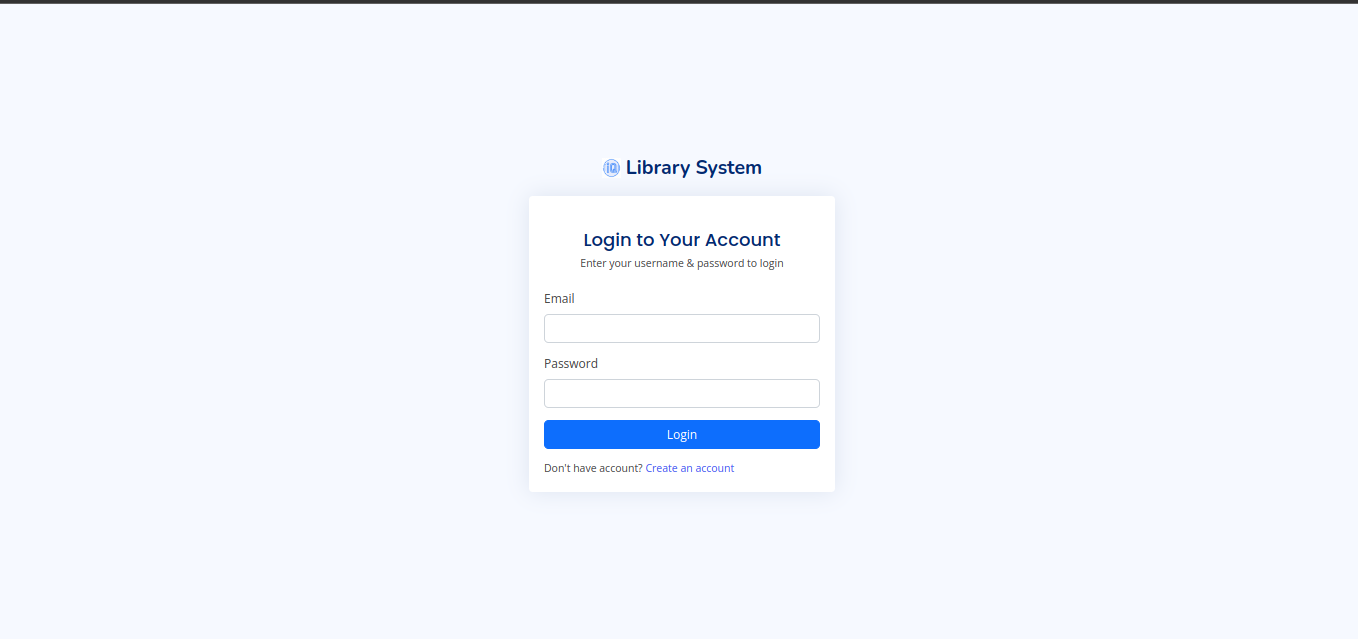 iQ Library System
Login to Your Account
Enter your username & password to login
Email
Password
Login
Don't have account? Create an account